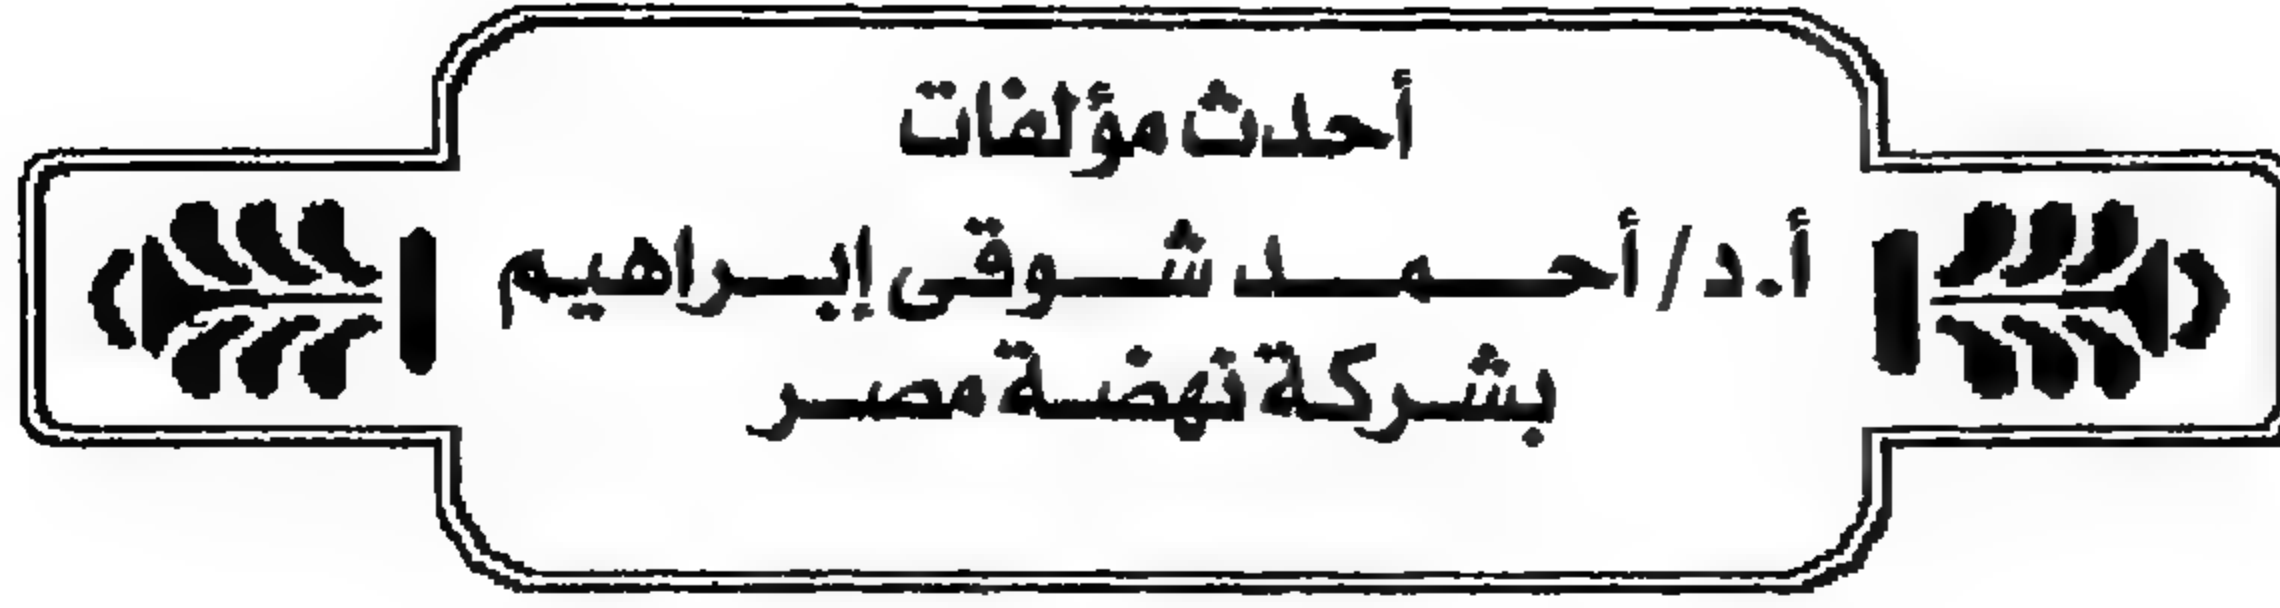 أحدث مؤلفات
أ.د/ أحمد شوقى إبراهيم
بشركة نهضة مصر